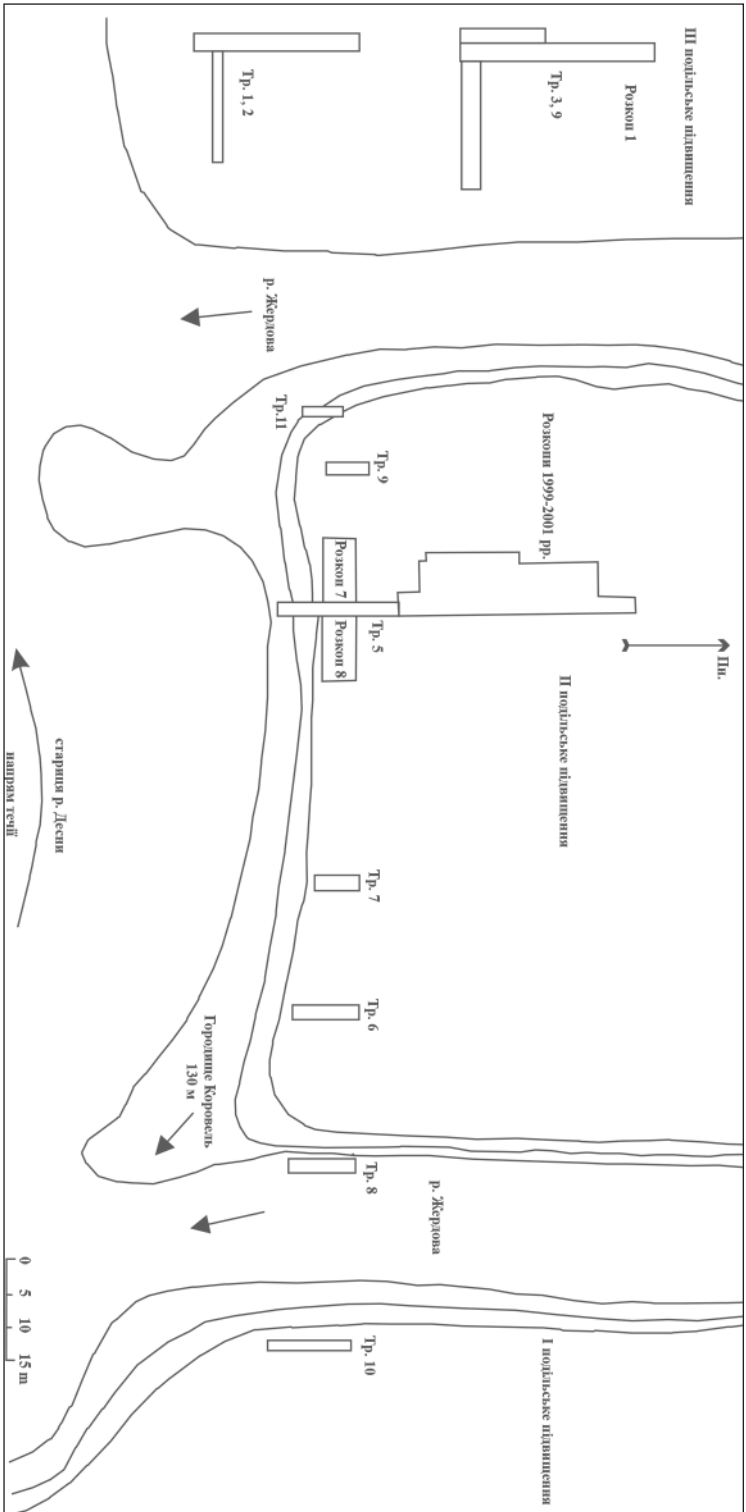 III подільське підвищення
Розкоп 1
Тр. 3, 9
Тр. 1, 2
р. Жердова
Тр.11
Тр. 9
Розкопи 1999-2001 рр.
Розкоп 7
Тр. 5
Розкоп 8
Пн.
II подільське підвищення
стариця р. Десни
напрям течії
Тр. 7
Тр. 6
Городище Коровель
130 м
Тр. 8
р. Жердова
0 5 10 15 m
Тр. 10
I подільське підвищення